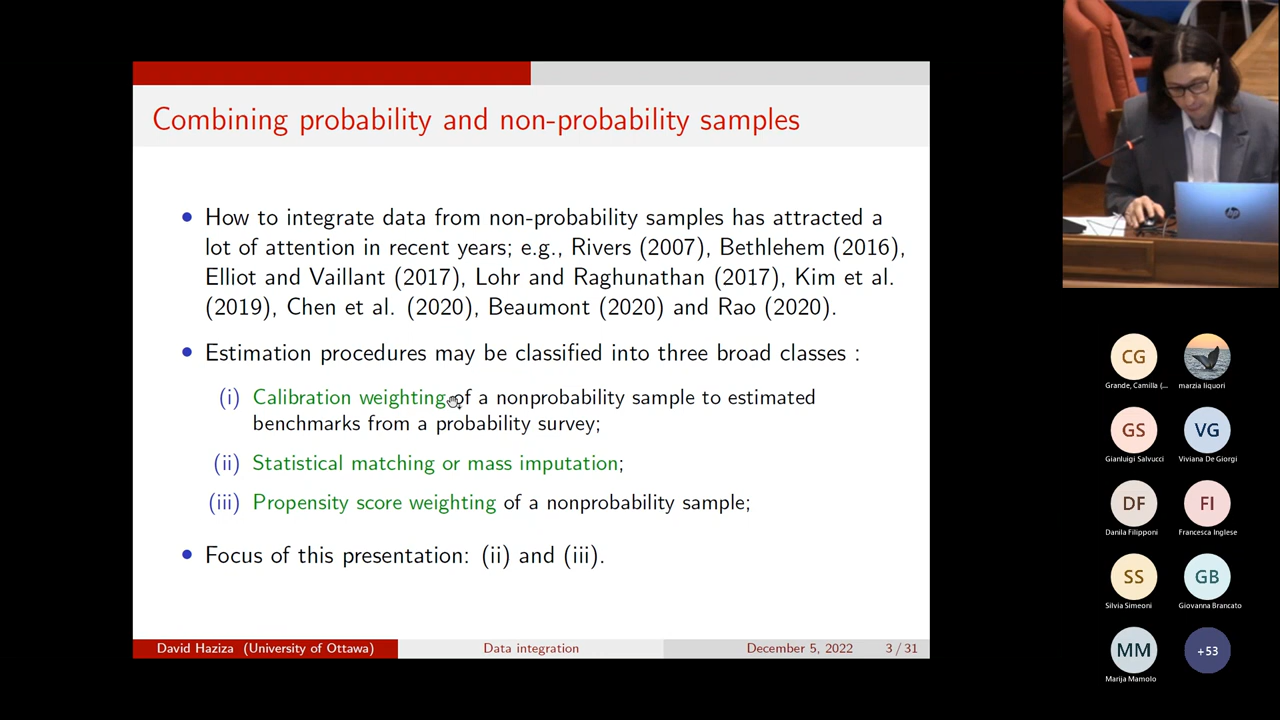 Combining probability and non-probability samples
• How to integrate data from non-probability samples has attracted a
lot of attention in recent years; e.g., Rivers (2007), Bethlehem (2016),
Elliot and Vaillant (2017), Lohr and Raghunathan (2017), Kim et al.
(2019), Chen et al. (2020), Beaumont (2020) and Rao (2020).
• Estimation procedures may be classified into three broad classes :
(i) Calibration weighting of a nonprobability sample to estimated
benchmarks from a probability survey;
(ii) Statistical matching or mass imputation;
(iii) Propensity score weighting of a nonprobability sample;
• Focus of this presentation: (ii) and (iii).
David Haziza (University of Ottawa) Data integration December 5, 2022 3 / 31
hp
CG
Grande, Camilla (...
marzia liquori
GS
Gianluigi Salvucci
VG
Viviana De Giorgi
DF
Danila Filipponi
FI
Francesca Inglese
SS
Silvia Simeoni
GB
Giovanna Brancato
MM
Marija Mamolo
+53